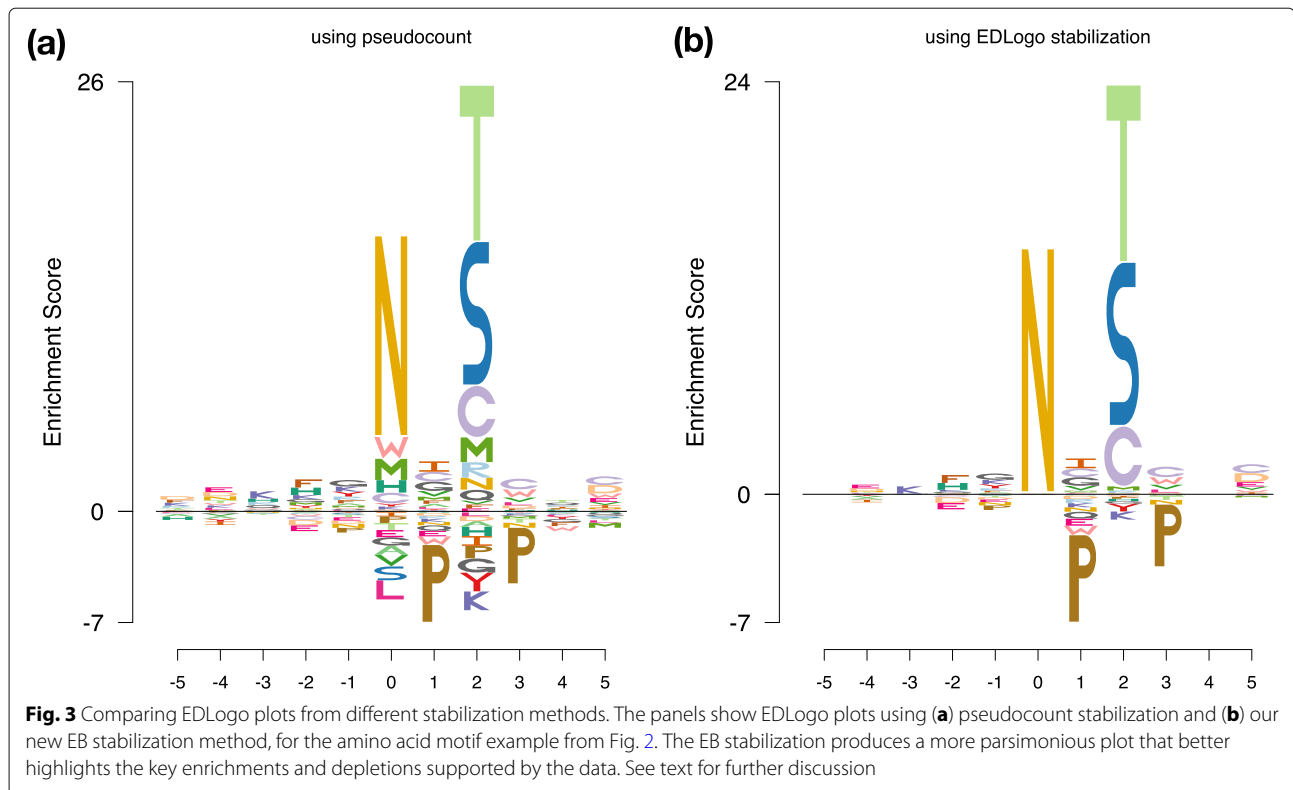 (a)
using pseudocount
(b)
using EDLogo stabilization
26
0
-7
Enrichment Score
N
W
M
H
C
E
G
A
V
S
L
I
C
G
W
P
T
S
C
M
R
N
Q
H
I
P
G
Y
K
C
W
P
-5 -4 -3 -2 -1 0 1 2 3 4 5
24
0
-7
Enrichment Score
N
I
C
G
Q
E
W
P
T
S
C
Y
K
C
W
P
-5 -4 -3 -2 -1 0 1 2 3 4 5
Fig. 3 Comparing EDLogo plots from different stabilization methods. The panels show EDLogo plots using (a) pseudocount stabilization and (b) our
new EB stabilization method, for the amino acid motif example from Fig. 2. The EB stabilization produces a more parsimonious plot that better
highlights the key enrichments and depletions supported by the data. See text for further discussion